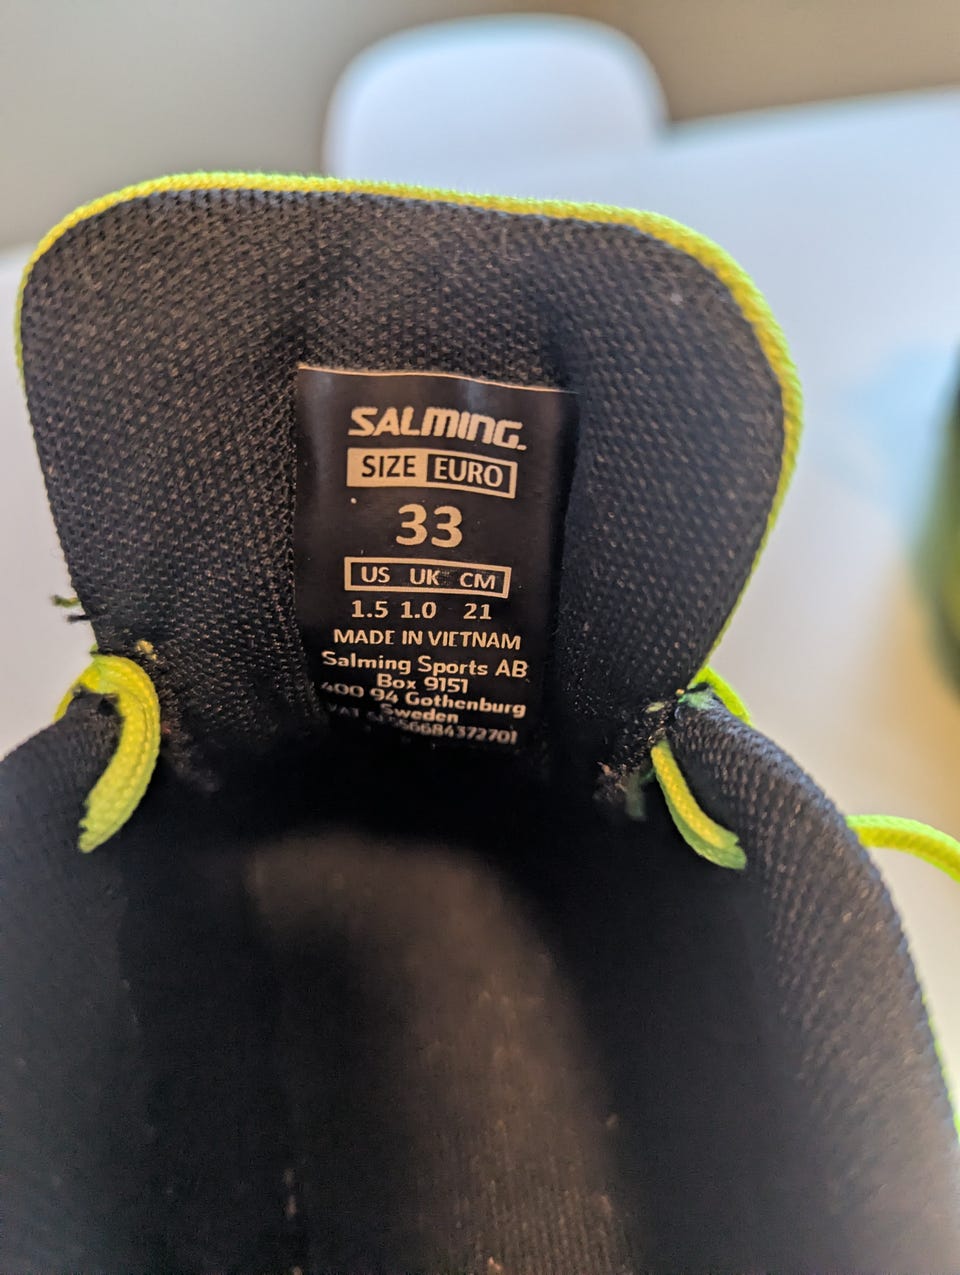 SALMING.
SIZE EURO
33
US UK CM
1.5 1.0 21
MADE IN VIETNAM
Salming Sports AB
Box 9151
400 94 Gothenburg
Sweden
VAT